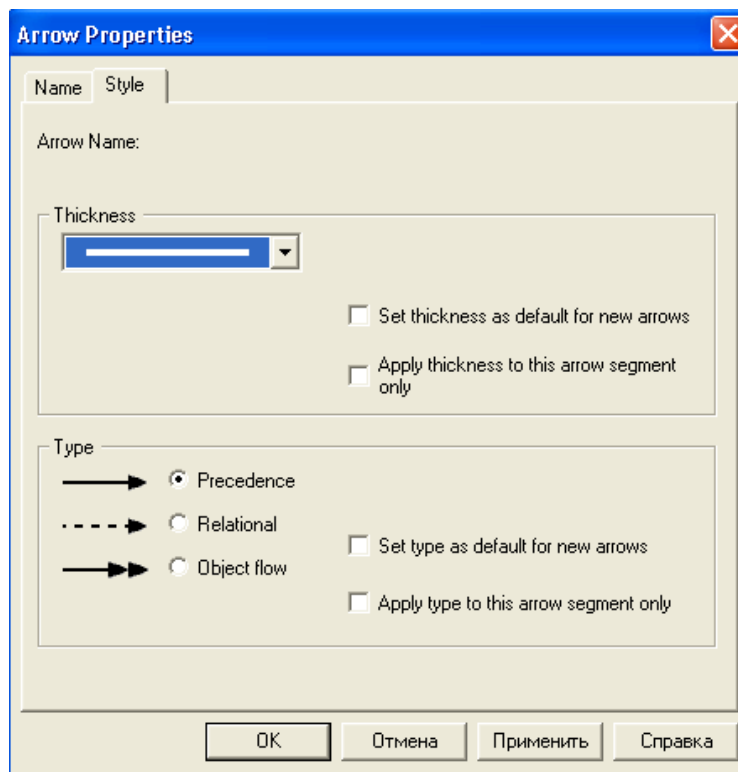 Arrow Properties
Name Style
Arrow Name:
Thickness
Set thickness as default for new arrows
Apply thickness to this arrow segment
only
Type
Precedence
Relational
Object flow
Set type as default for new arrows
Apply type to this arrow segment only
OK Отмена Применить Справка